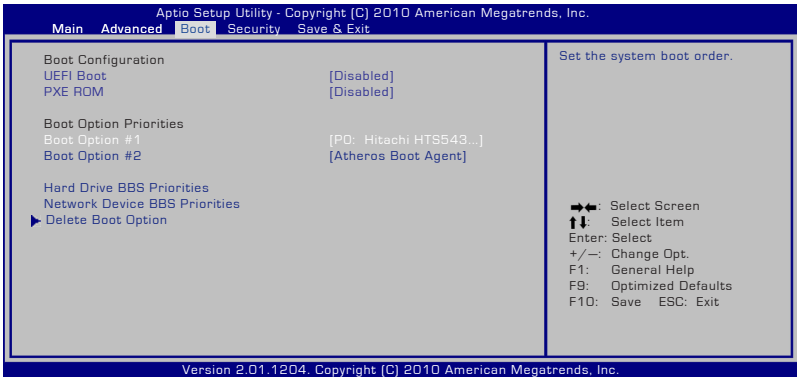 Aptio Setup Utility - Copyright (C) 2010 American Megatrends, Inc.
Main Advanced Boot Security Save & Exit
Boot Configuration
UEFI Boot [Disabled]
PXE ROM [Disabled]
Boot Option Priorities
Boot Option #1 [P0: Hitachi HTS543...]
Boot Option #2 [Atheros Boot Agent]
Hard Drive BBS Priorities
Network Device BBS Priorities
Delete Boot Option
Set the system boot order.
→←: Select Screen
↑↓: Select Item
Enter: Select
+/—: Change Opt.
F1: General Help
F9: Optimized Defaults
F10: Save ESC: Exit
Version 2.01.1204. Copyright (C) 2010 American Megatrends, Inc.